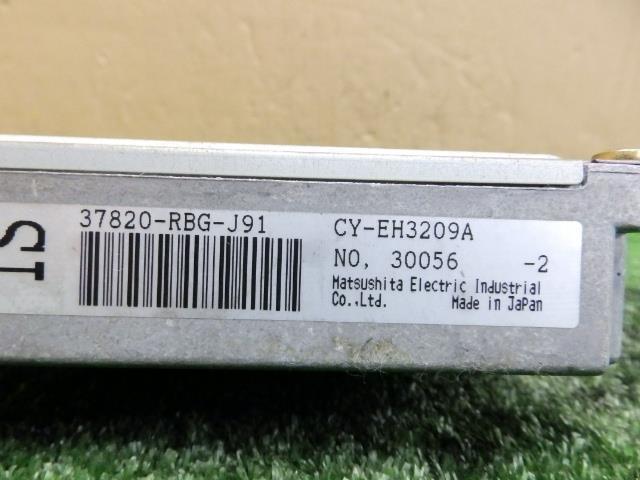 37820-RBG-J91
CY-EH3209A
NO, 30056 -2
Matsushita Electric Industrial
Co.,Ltd. Made in JaPan